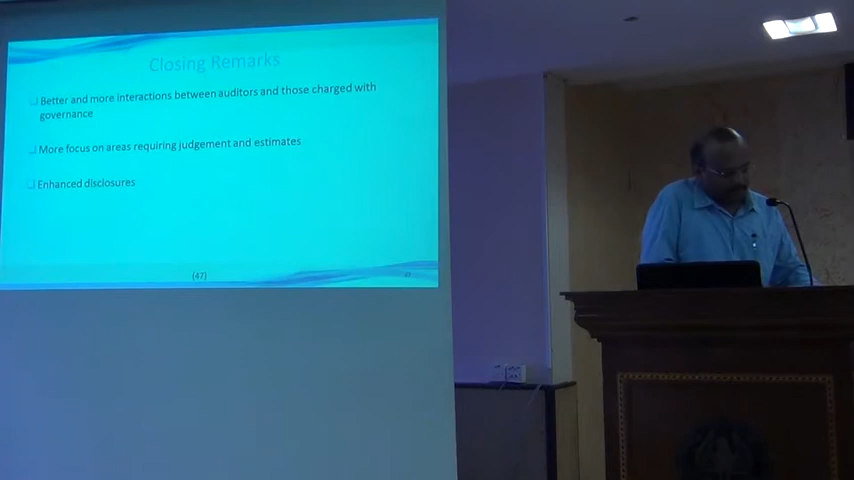 Closing Remarks
Better and more interactions between auditors and those charged with
governance
More focus on areas requiring judgement and estimates
Enhanced disclosures
(47)
47